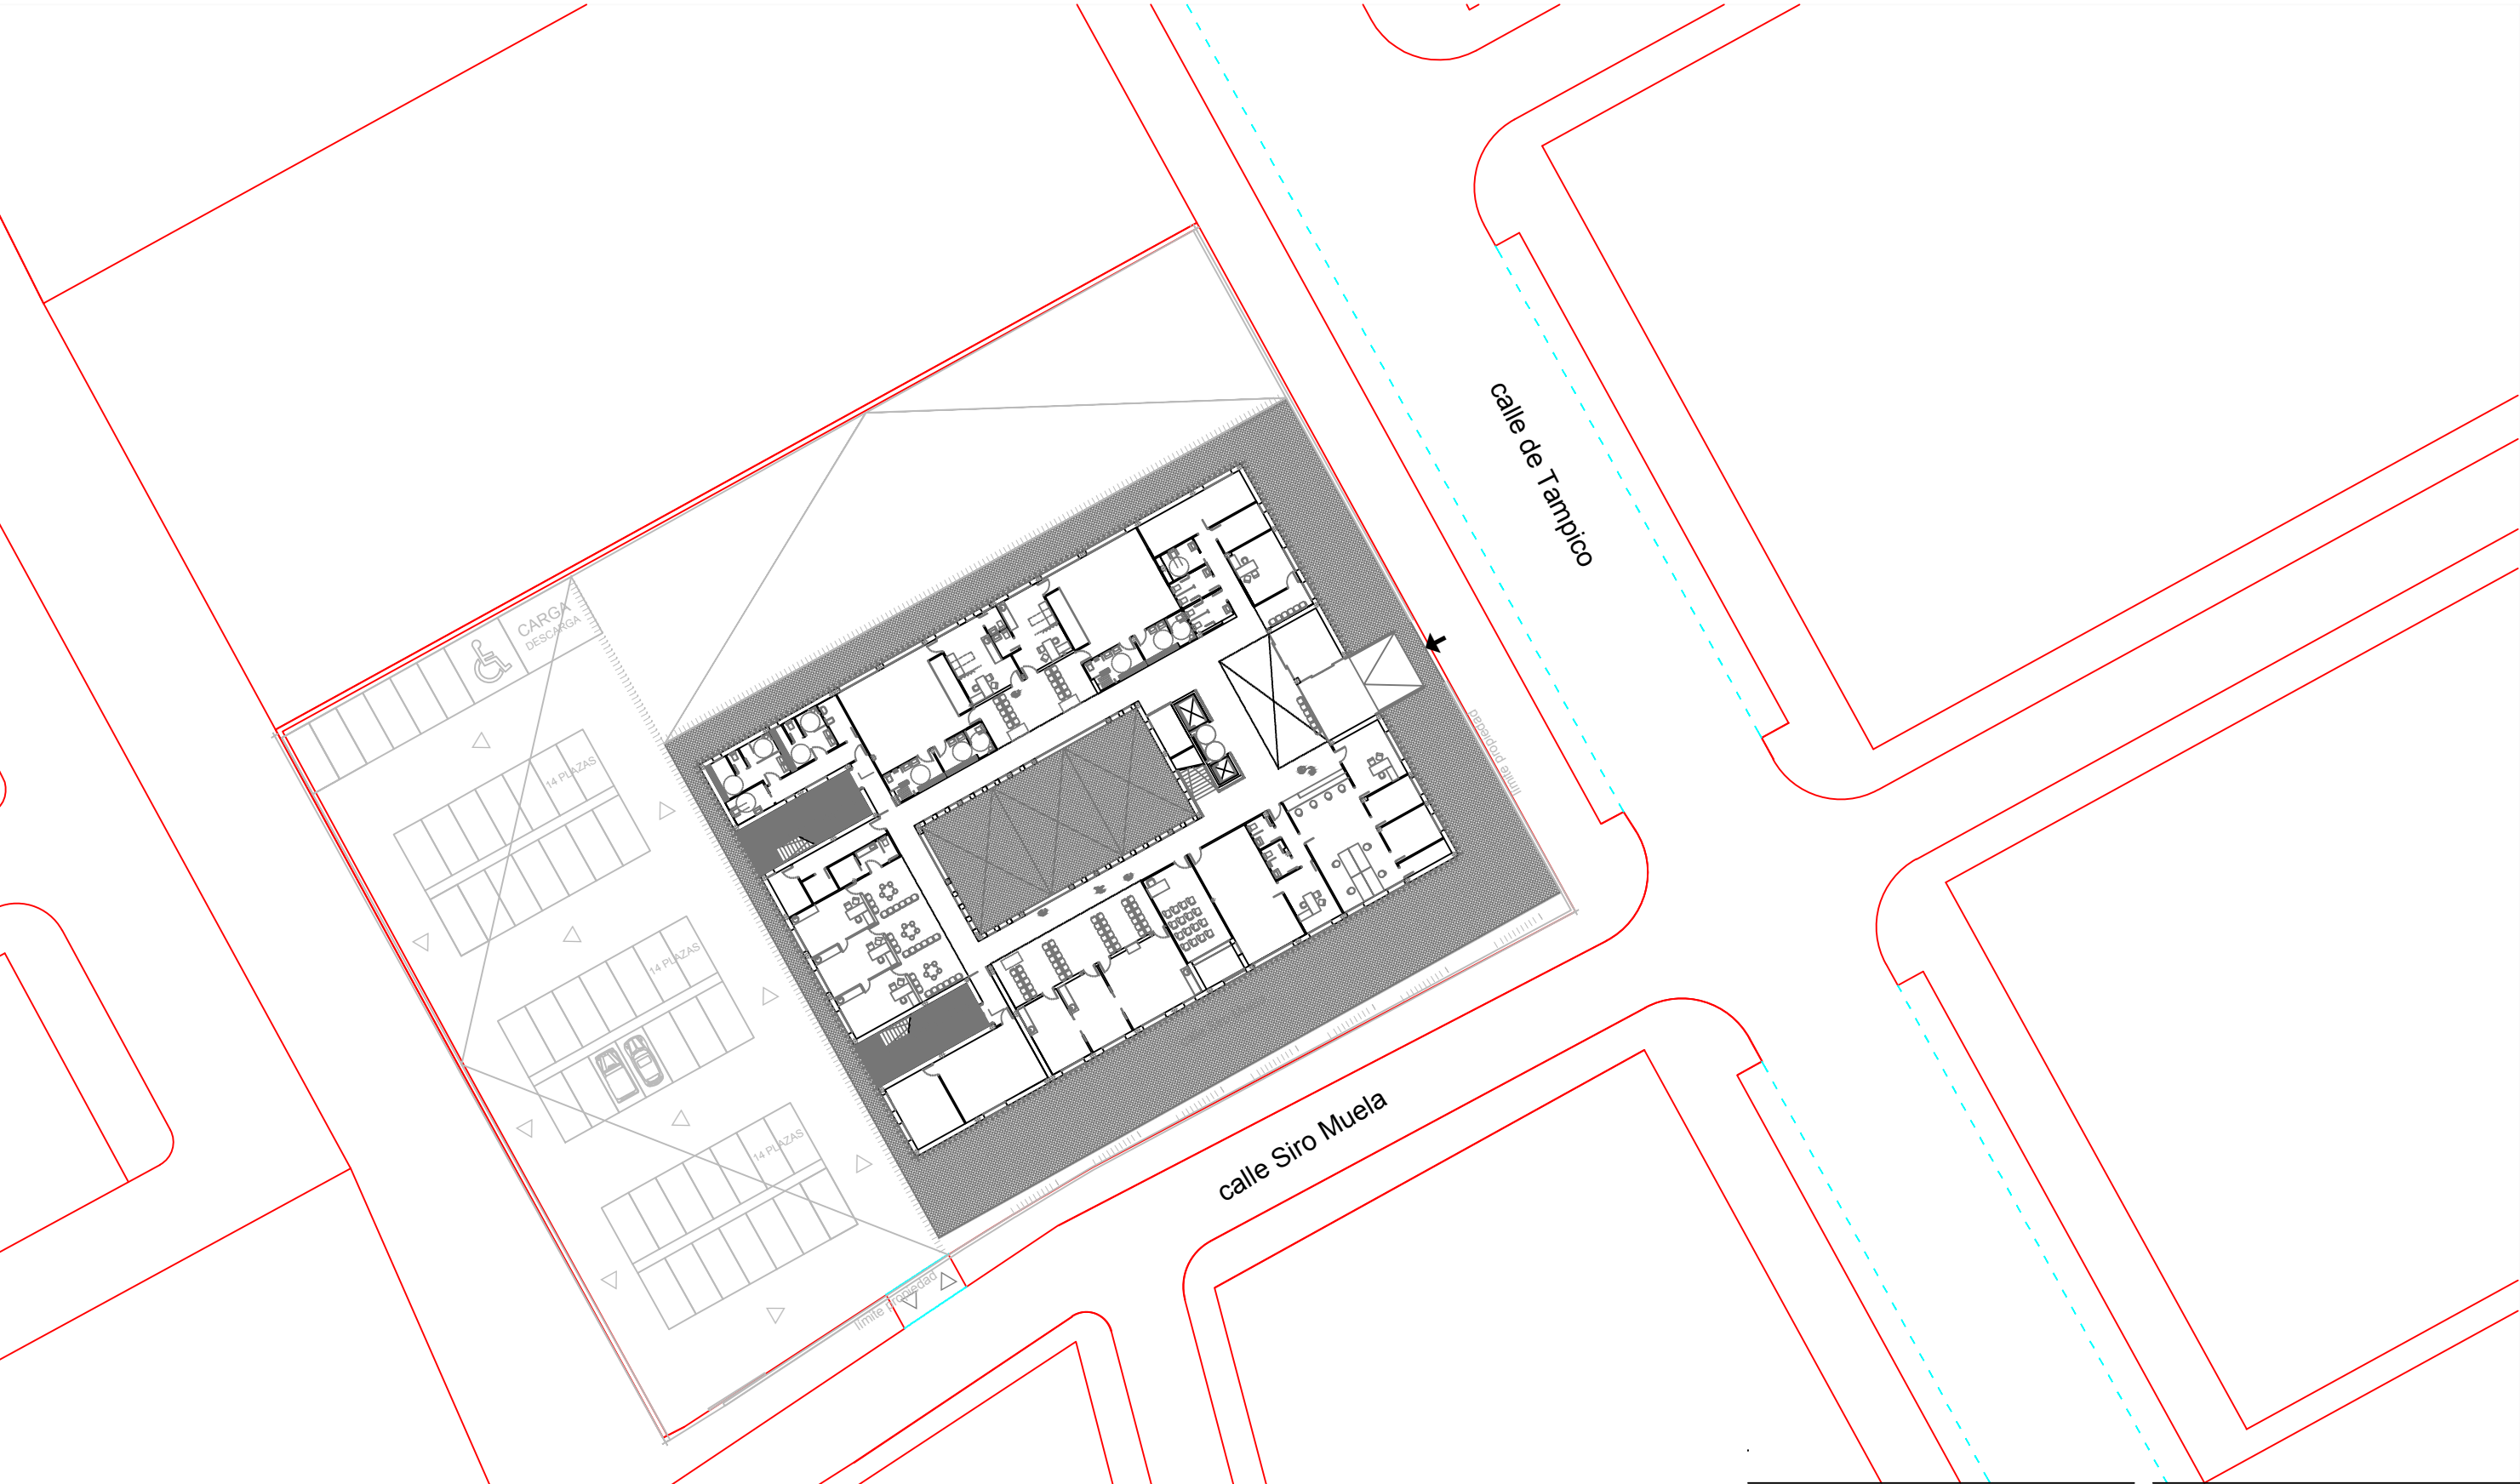 calle de Tampico
CARGA
DESCARGA
límite propiedad
14 PLAZAS
14 PLAZAS
14 PLAZAS
calle Siro Muela
límite propiedad